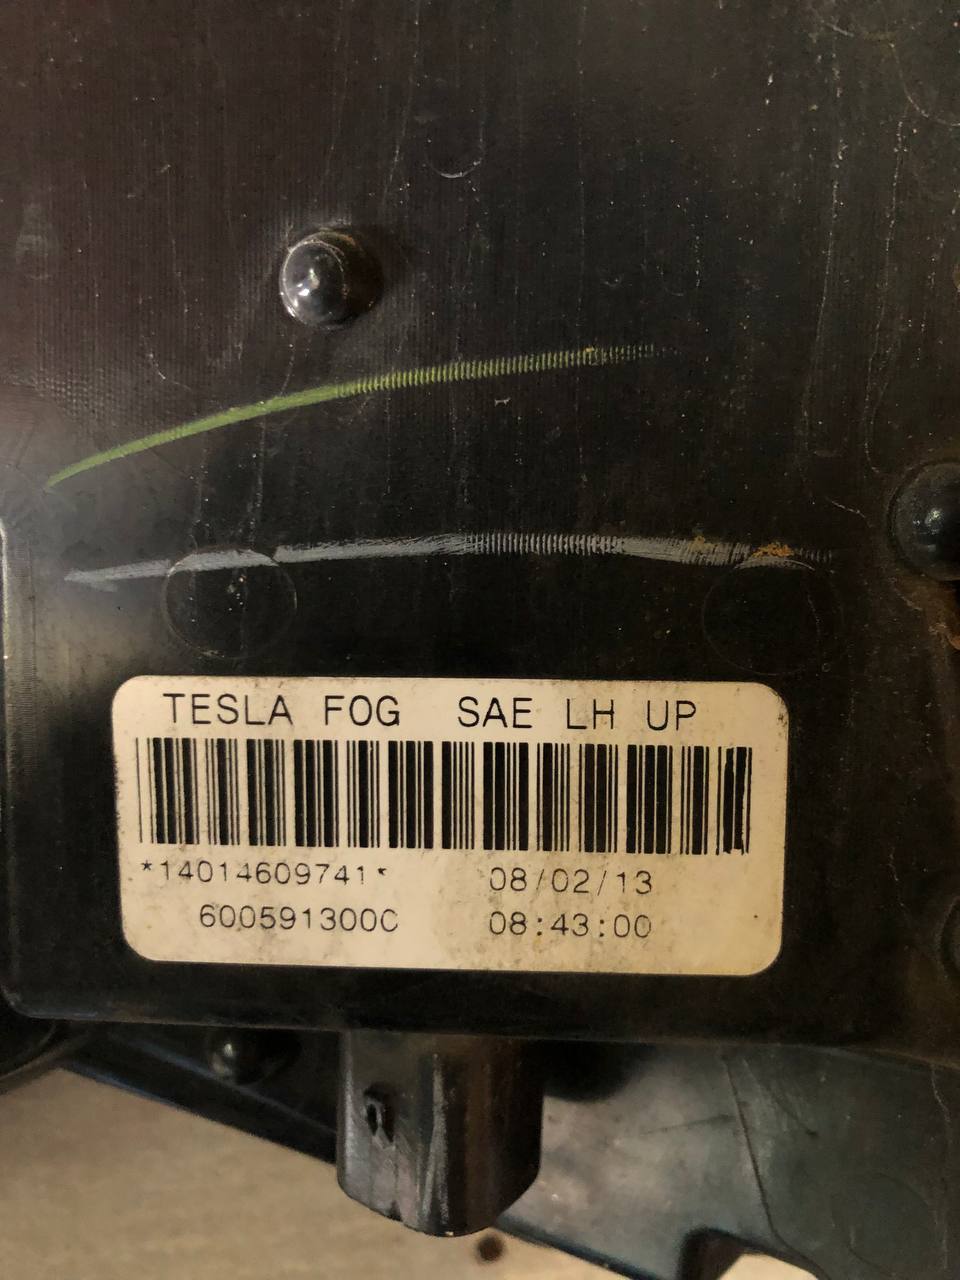 TESLA FOG SAE LH UP
*14014609741* 08/02/13
600591300C 08:43:00